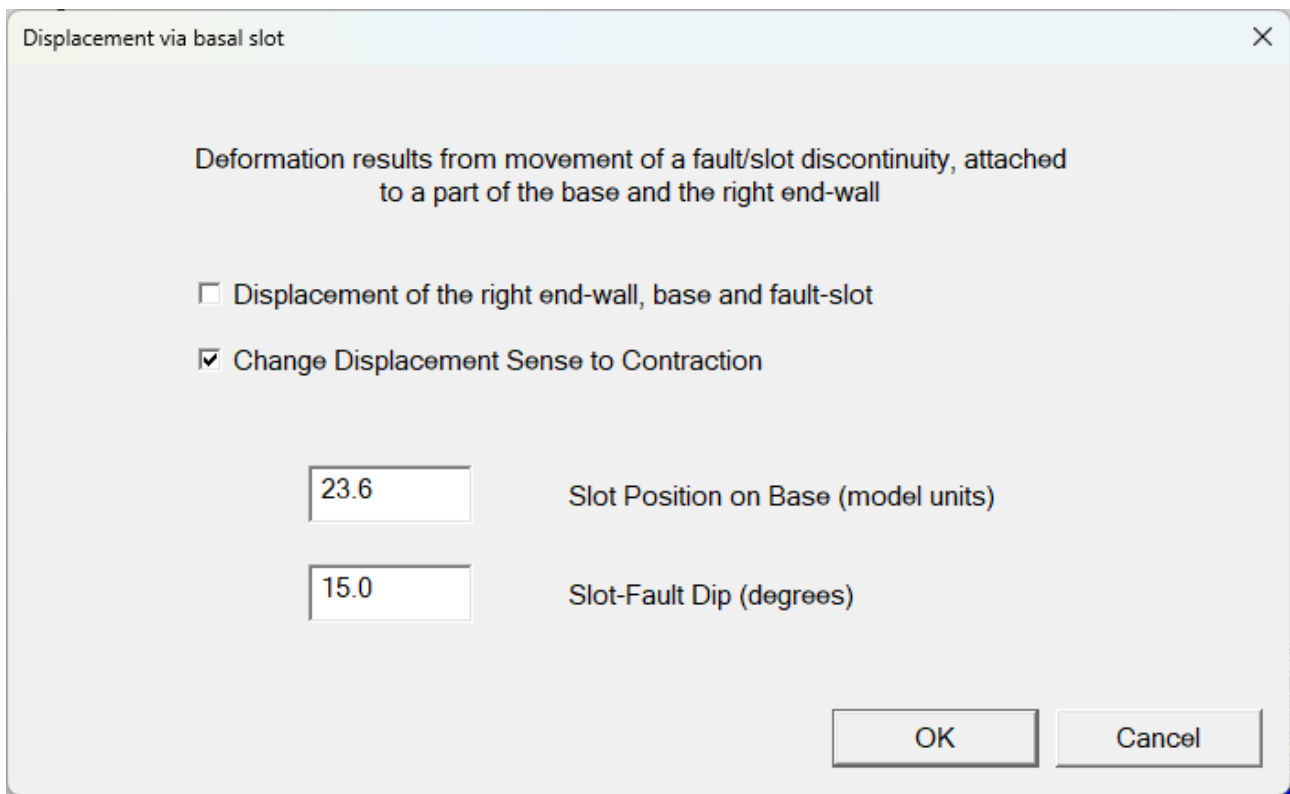 Displacement via basal slot
Deformation results from movement of a fault/slot discontinuity, attached
to a part of the base and the right end-wall
Displacement of the right end-wall, base and fault-slot
Change Displacement Sense to Contraction
23.6 Slot Position on Base (model units)
15.0 Slot-Fault Dip (degrees)
OK Cancel